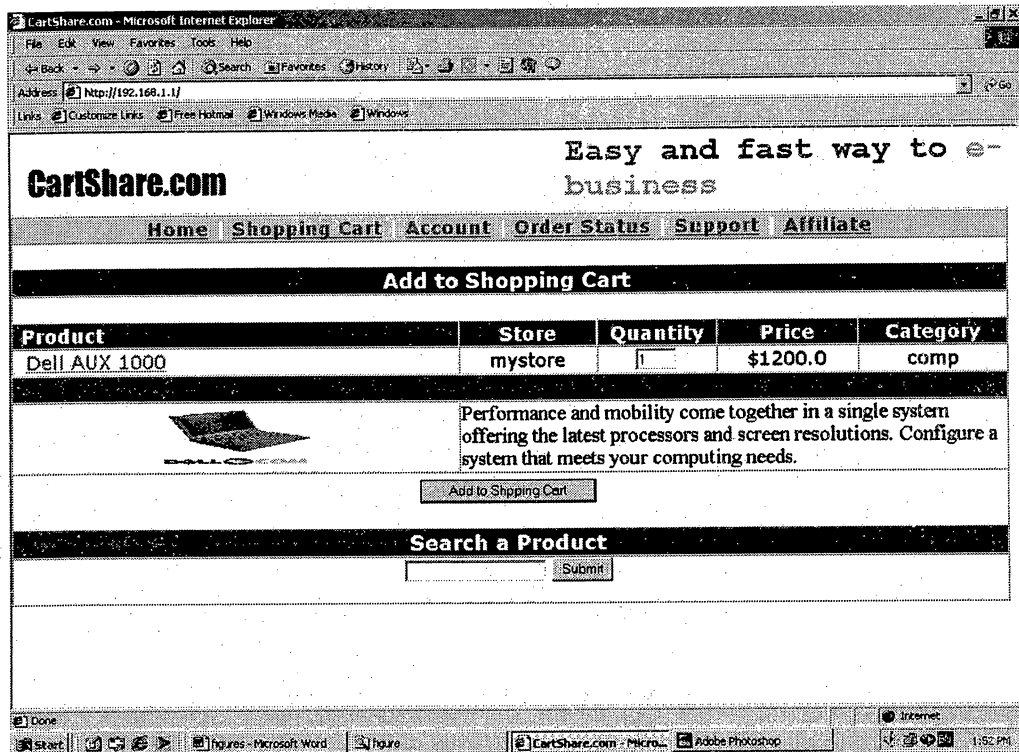 CartShare.com - Microsoft Internet Explorer
File Edit View Favorites Tools Help
Back Search Favorites History
Address http://192.168.1.1/ Go
Links Customize Links Free Hotmail Windows Media Windows
CartShare.com
Easy and fast way to e-
business
Home Shopping Cart Account Order Status Support Affiliate
Add to Shopping Cart
Product Store Quantity Price Category
Dell AUX 1000 mystore 1 $1200.0 comp
Performance and mobility come together in a single system
offering the latest processors and screen resolutions. Configure a
system that meets your computing needs.
Add to Shpping Cart
Search a Product
Submit
Done Internet
Start figures - Microsoft Word figure CartShare.com - Micro... Adobe Photoshop 1:52 PM